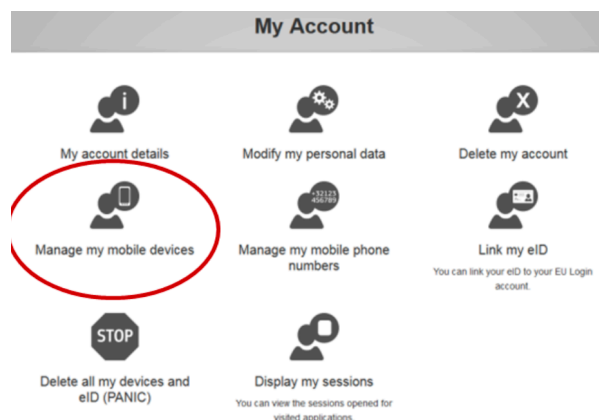 My Account
i
My account details
Modify my personal data
X
Delete my account
Manage my mobile devices
+32123
456789
Manage my mobile phone
numbers
Link my eID
You can link your eID to your EU Login
account.
STOP
Delete all my devices and
eID (PANIC)
Display my sessions
You can view the sessions opened for
visited applications.